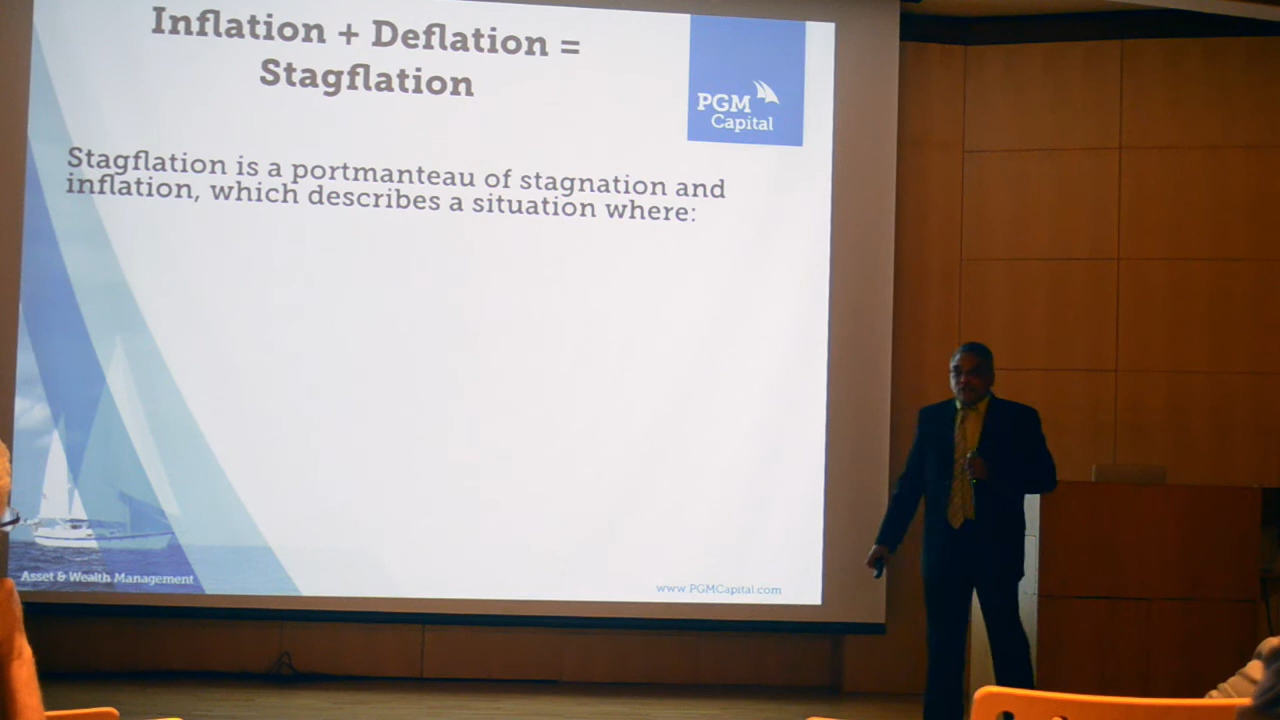 Inflation + Deflation =
Stagflation
PGM
Capital
Stagflation is a portmanteau of stagnation and
inflation, which describes a situation where:
Asset & Wealth Management
www.PGMCapital.com